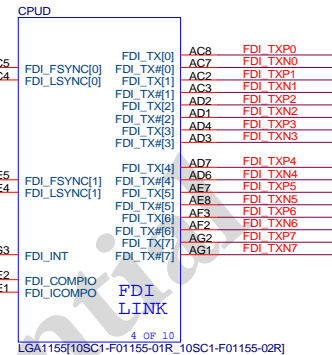 CPUD
FDI_TX[0] AC8 FDI_TXP0
C5 FDI_FSYNC[0] FDI_TX#[0] AC7 FDI_TXN0
C4 FDI_LSYNC[0] FDI_TX[1] AC2 FDI_TXP1
FDI_TX#[1] AC3 FDI_TXN1
FDI_TX[2] AD2 FDI_TXP2
FDI_TX#[2] AD1 FDI_TXN2
FDI_TX[3] AD4 FDI_TXP3
FDI_TX#[3] AD3 FDI_TXN3
FDI_TX[4] AD7 FDI_TXP4
E5 FDI_FSYNC[1] FDI_TX#[4] AD6 FDI_TXN4
E4 FDI_LSYNC[1] FDI_TX[5] AE7 FDI_TXP5
FDI_TX#[5] AE8 FDI_TXN5
FDI_TX[6] AF3 FDI_TXP6
FDI_TX#[6] AF2 FDI_TXN6
FDI_TX[7] AG2 FDI_TXP7
G3 FDI_INT FDI_TX#[7] AG1 FDI_TXN7
E2 FDI_COMPIO
E1 FDI_ICOMPO
FDI
LINK
4 OF 10
LGA1155[10SC1-F01155-01R_10SC1-F01155-02R]
ntial